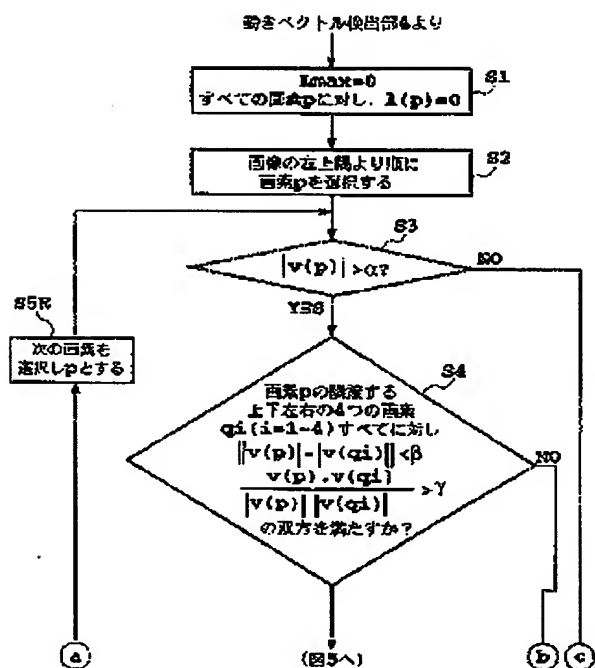 動きベクトル検出部4より
S1
Kmax=0
すべての画素pに対し、l(p)=0
S2
画像の左上隅より順に
画素pを選択する
S3
|v(p)|>α?
NO
YES
S5R
次の画素を
選択しpとする
S4
画素pの隣接する
上下左右の4つの画素
qi(i=1~4)すべてに対し
||v(p)|-|v(qi)||<β
v(p)・v(qi)
|v(p)||v(qi)|
>γ
の双方を満たすか?
NO
a
(図5へ)
b
c